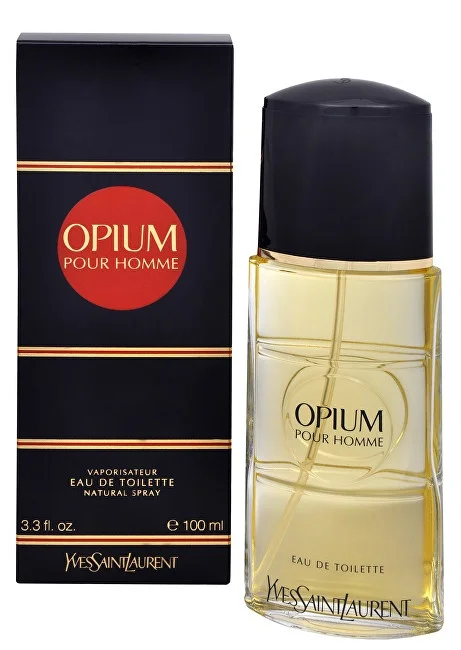 OPIUM
POUR HOMME
VAPORISATEUR
EAU DE TOILETTE
NATURAL SPRAY
3.3 fl. oz. ℮ 100 ml
YVESSAINTLAURENT
OPIUM
POUR HOMME
EAU DE TOILETTE
YVESSAINTLAURENT